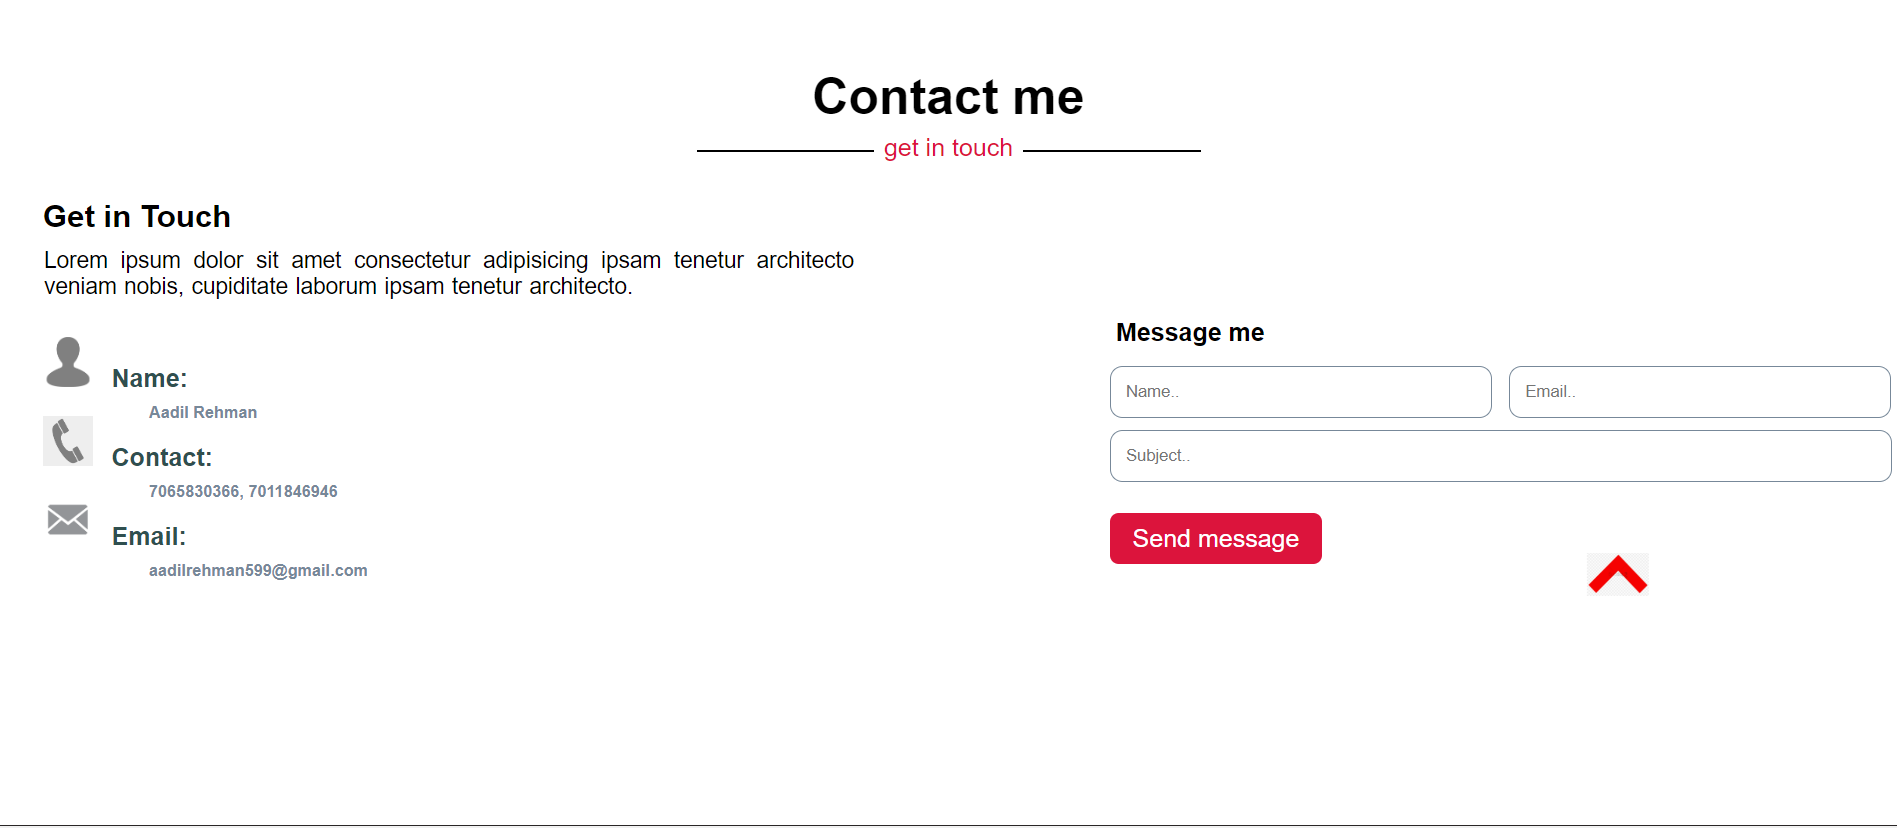 Contact me
get in touch
Get in Touch
Lorem ipsum dolor sit amet consectetur adipisicing ipsam tenetur architecto
veniam nobis, cupiditate laborum ipsam tenetur architecto.
Name:
Aadil Rehman
Contact:
7065830366, 7011846946
Email:
aadilrehman599@gmail.com
Message me
Name..
Email..
Subject..
Send message